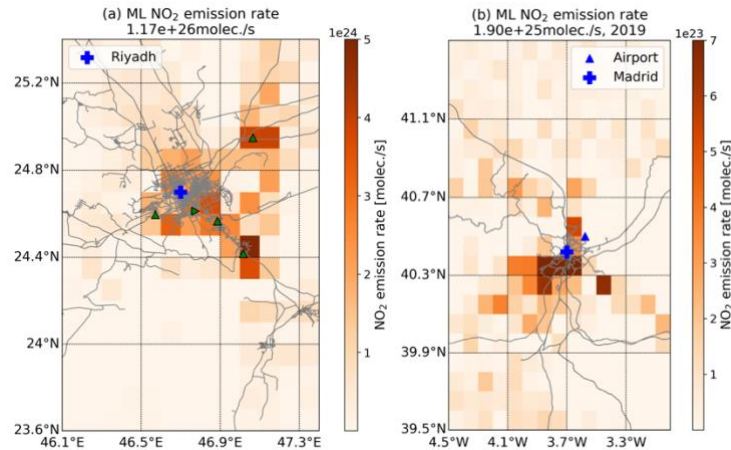 (a) ML NO₂ emission rate
1.17e+26molec./s
1e24
Riyadh
25.2°N
24.8°N
24.4°N
24°N
23.6°N
46.1°E 46.5°E 46.9°E 47.3°E
5
4
3
2
1
NO₂ emission rate [molec./s]
(b) ML NO₂ emission rate
1.90e+25molec./s, 2019
1e23
Airport
Madrid
41.1°N
40.7°N
40.3°N
39.9°N
39.5°N
4.5°W 4.1°W 3.7°W 3.3°W
7
6
5
4
3
2
1
NO₂ emission rate [molec./s]